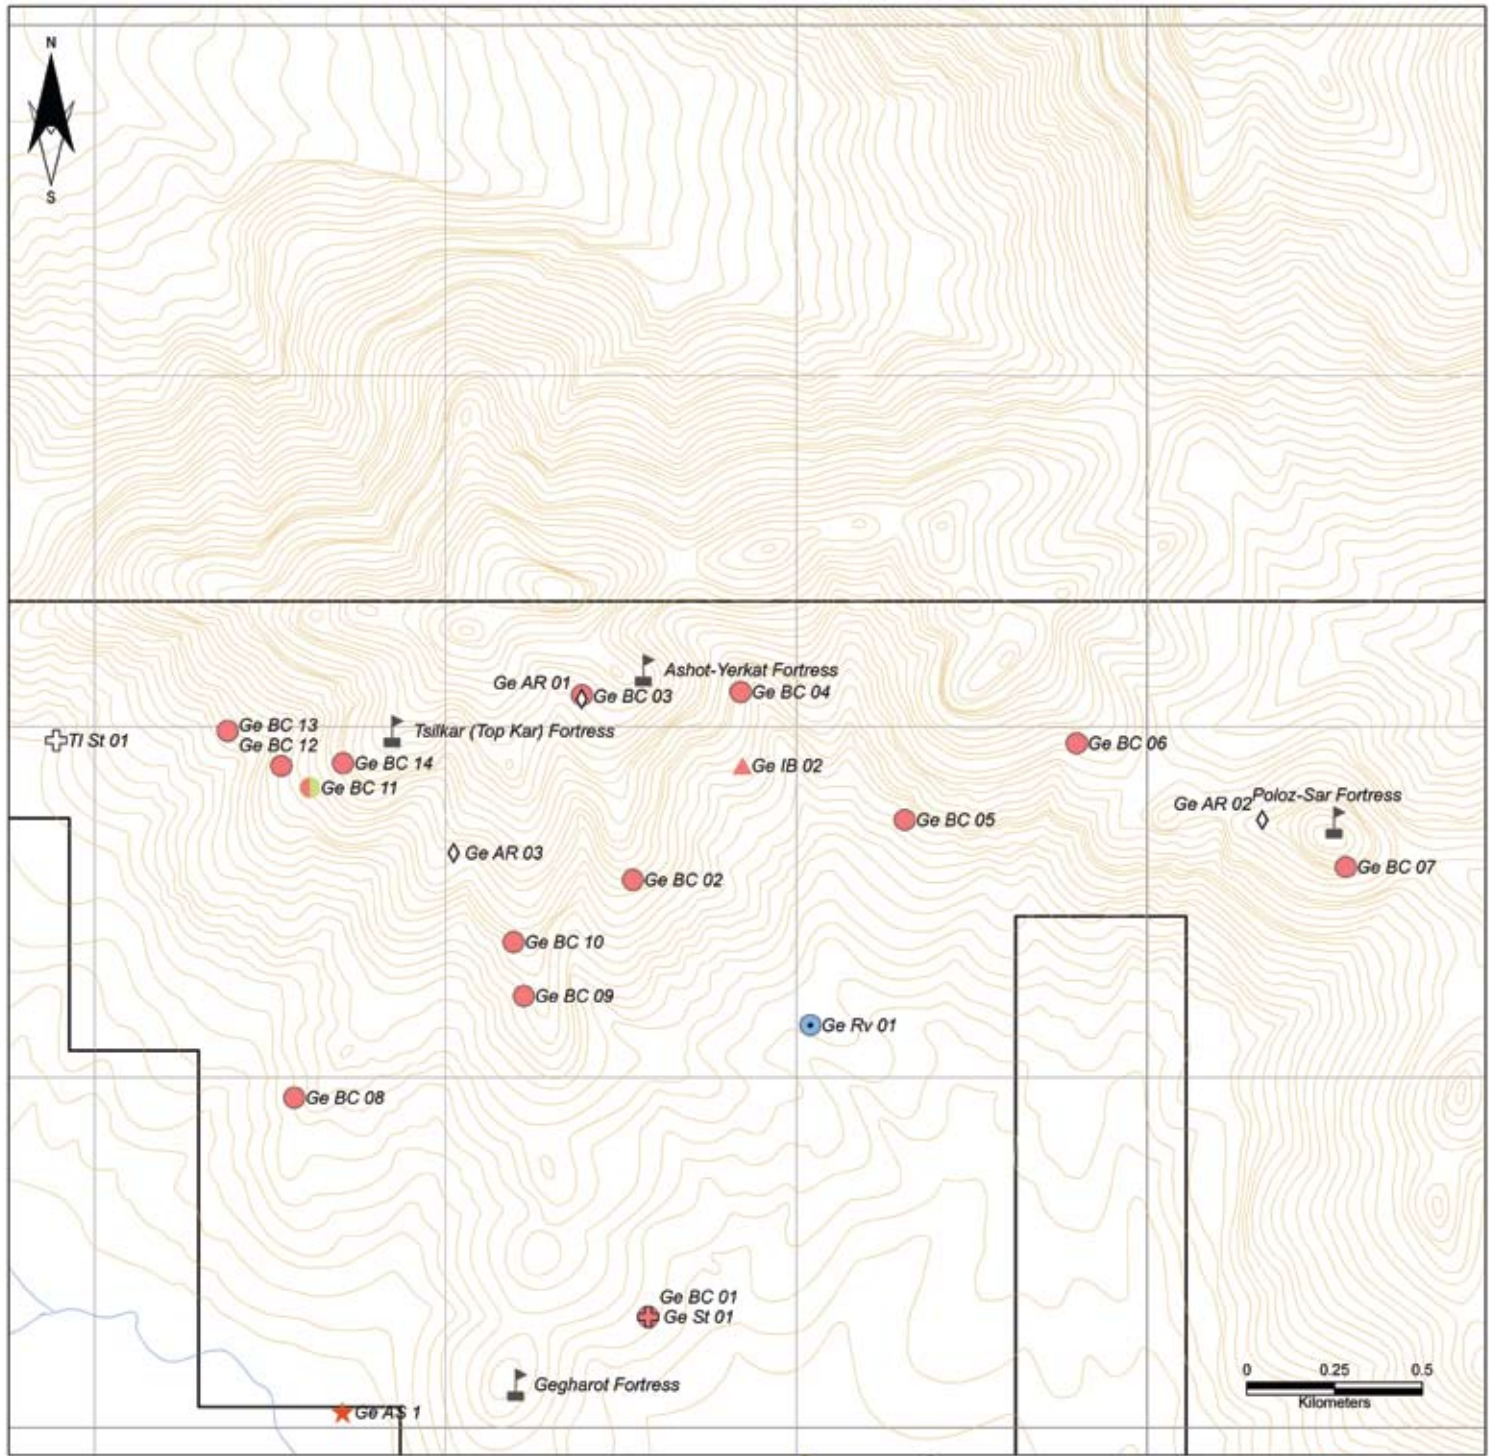 N
S
Ashot-Yerkat Fortress
Ge AR 01
Ge BC 03
Ge BC 04
Ge BC 13
Tsilkar (Top Kar) Fortress
Tl St 01
Ge BC 12
Ge BC 06
Ge BC 14
Ge IB 02
Ge BC 11
Poloz-Sar Fortress
Ge AR 02
Ge BC 05
Ge AR 03
Ge BC 07
Ge BC 02
Ge BC 10
Ge BC 09
Ge Rv 01
Ge BC 08
Ge BC 01
Ge St 01
Gegharot Fortress
Ge AS 1
0 0.25 0.5
Kilometers